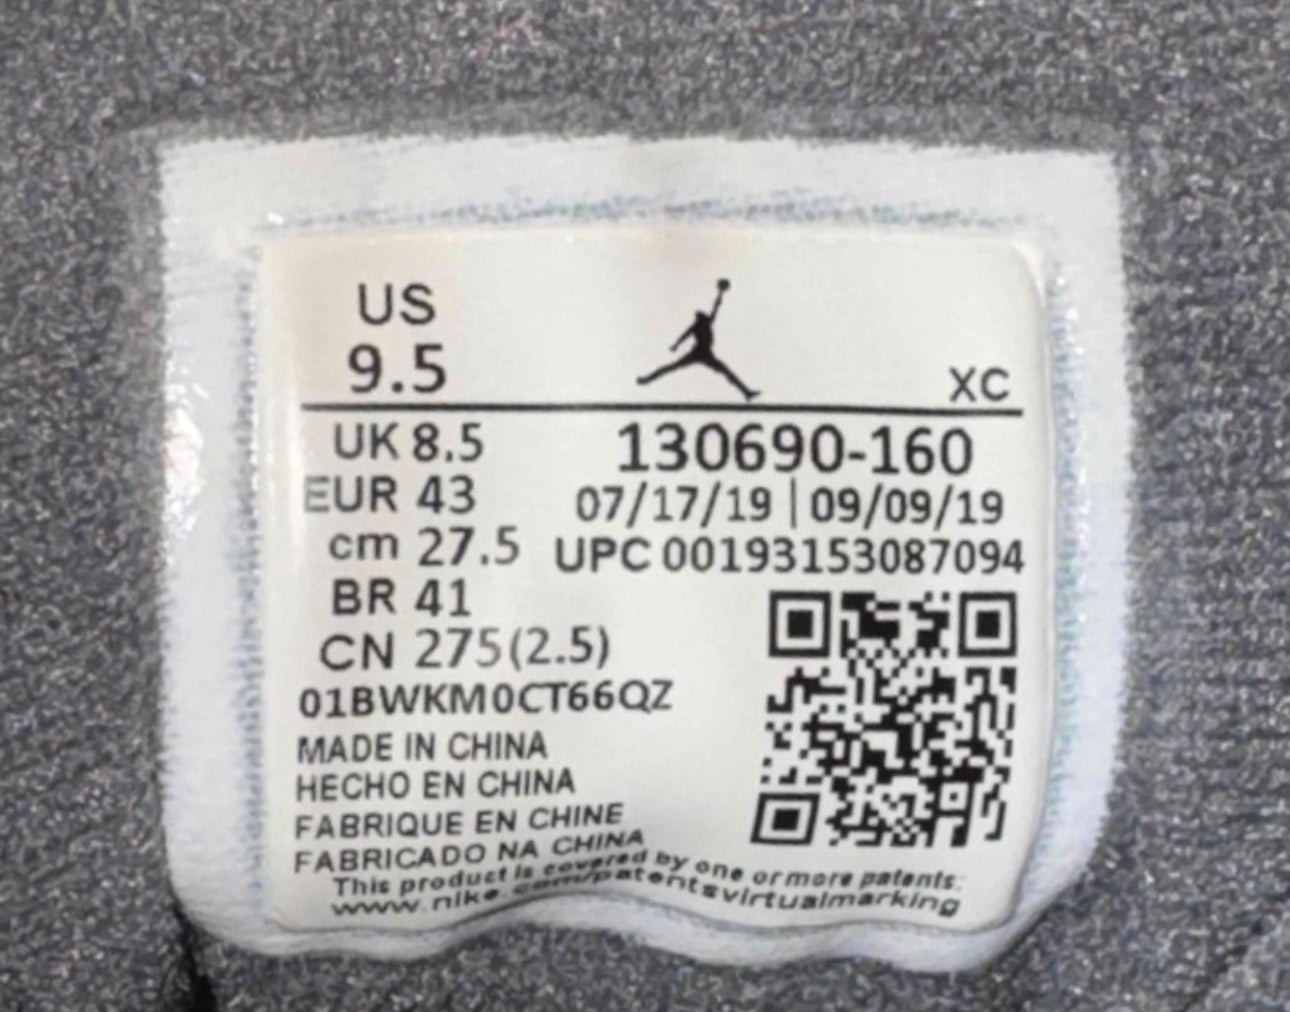 US
9.5
XC
UK 8.5
EUR 43
cm 27.5
BR 41
CN 275(2.5)
130690-160
07/17/19 | 09/09/19
UPC 00193153087094
01BWKM0CT66QZ
MADE IN CHINA
HECHO EN CHINA
FABRIQUE EN CHINE
FABRICADO NA CHINA
This product is covered by one or more patents:
www.nike.com/patentsvirtualmarking